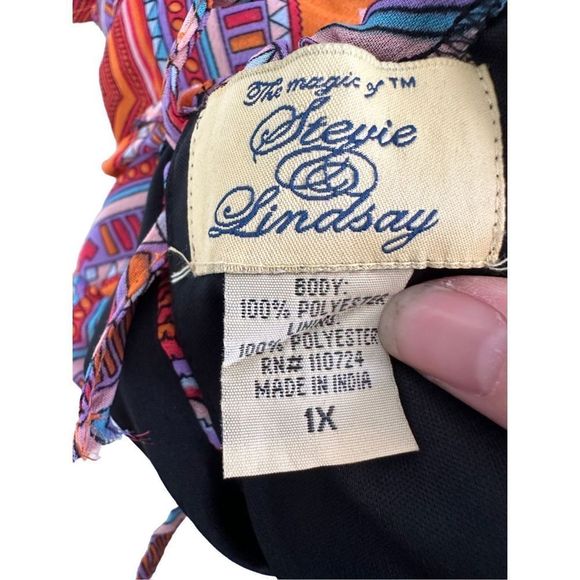 The magic of ™
Stevie
&
Lindsay
BODY:
100% POLYESTER
LINING:
100% POLYESTER
RN# 110724
MADE IN INDIA
1X